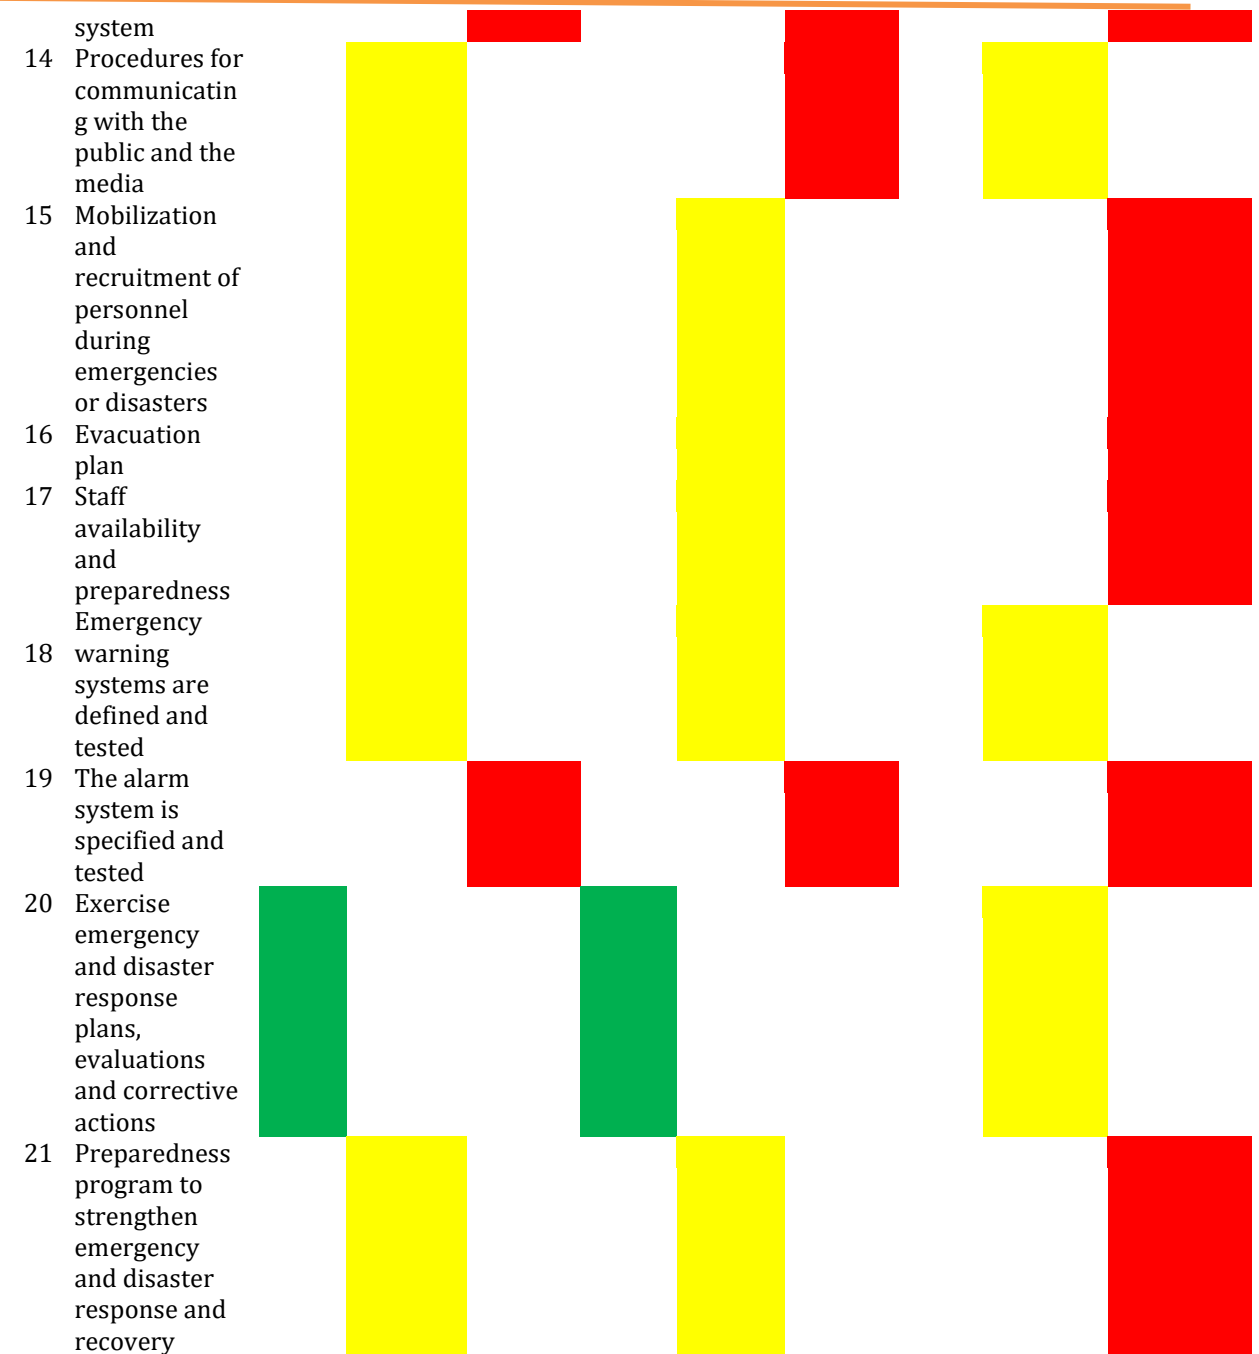 system
14 Procedures for
communicatin
g with the
public and the
media
15 Mobilization
and
recruitment of
personnel
during
emergencies
or disasters
16 Evacuation
plan
17 Staff
availability
and
preparedness
Emergency
18 warning
systems are
defined and
tested
19 The alarm
system is
specified and
tested
20 Exercise
emergency
and disaster
response
plans,
evaluations
and corrective
actions
21 Preparedness
program to
strengthen
emergency
and disaster
response and
recovery